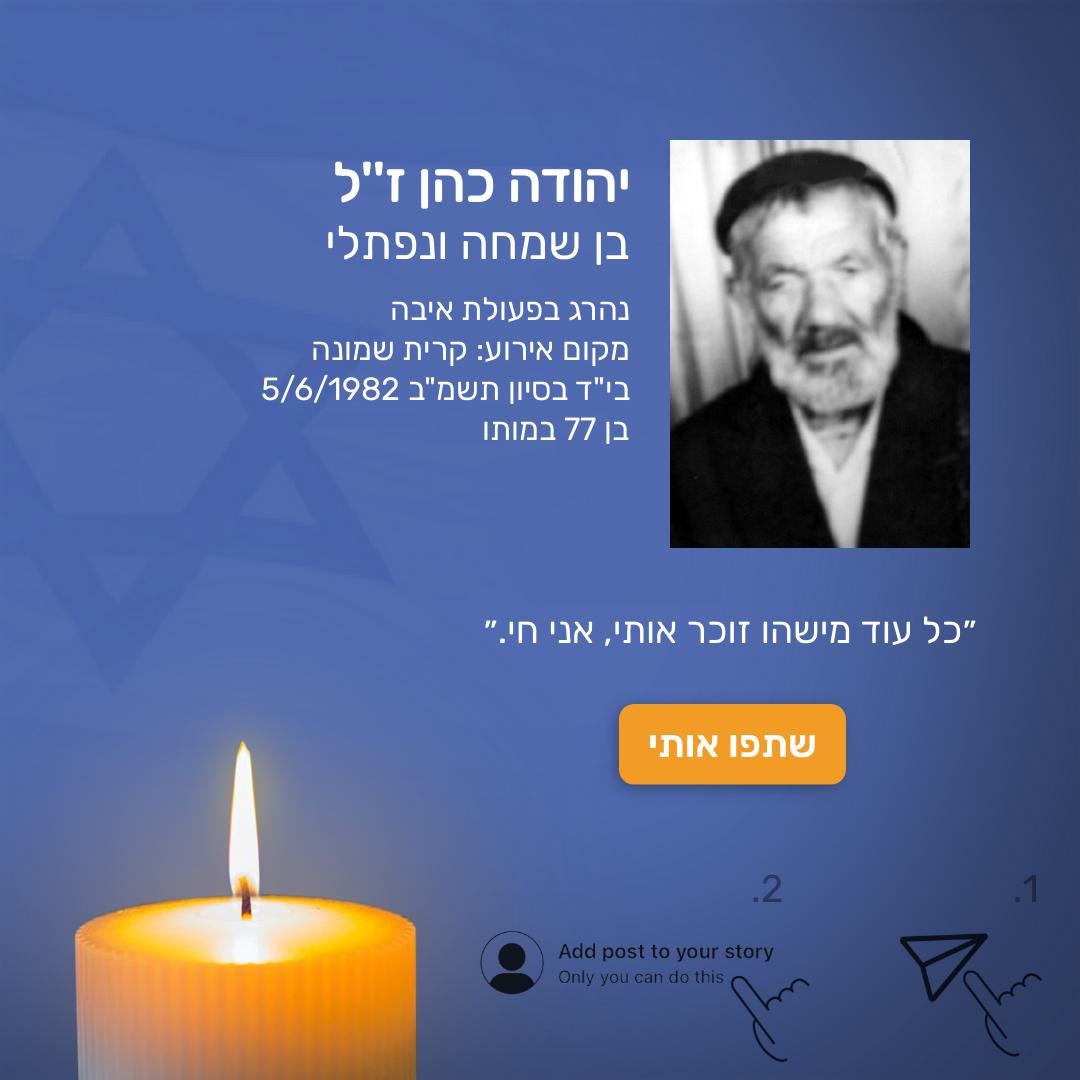 יהודה כהן ז"ל
בן שמחה ונפתלי
נהרג בפעולת איבה
מקום אירוע: קרית שמונה
בי"ד בסיון תשמ"ב 5/6/1982
בן 77 במותו
״כל עוד מישהו זוכר אותי, אני חי.״
שתפו אותי
.1
.2
Add post to your story
Only you can do this